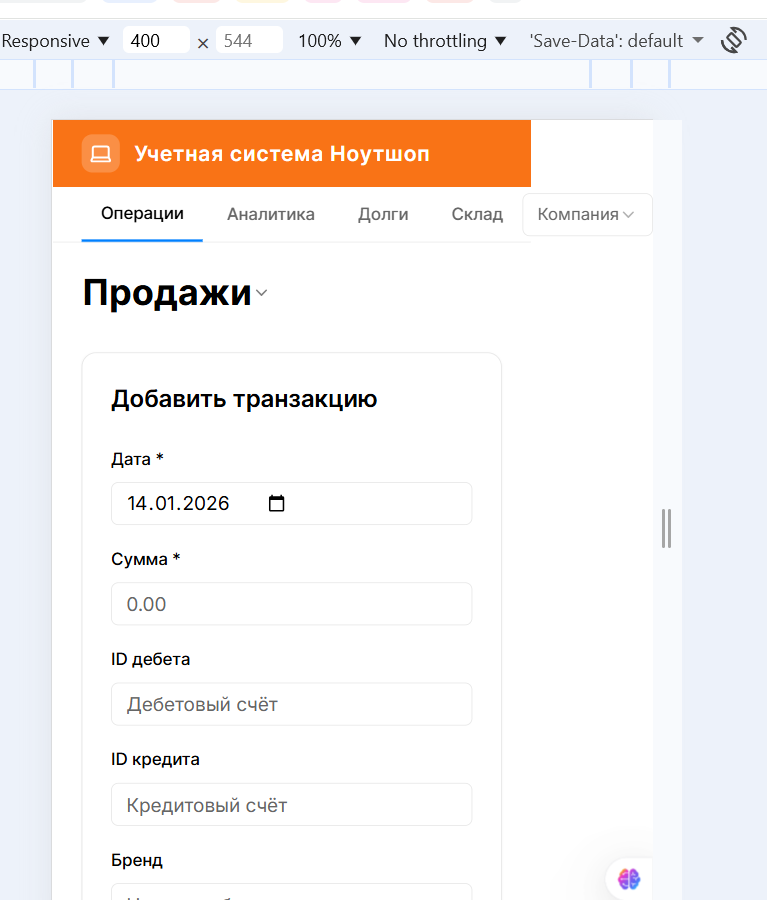 Responsive 400 × 544 100% No throttling 'Save-Data': default
Учетная система Ноутшоп
Операции Аналитика Долги Склад Компания
Продажи
Добавить транзакцию
Дата *
14.01.2026
Сумма *
0.00
ID дебета
Дебетовый счёт
ID кредита
Кредитовый счёт
Бренд